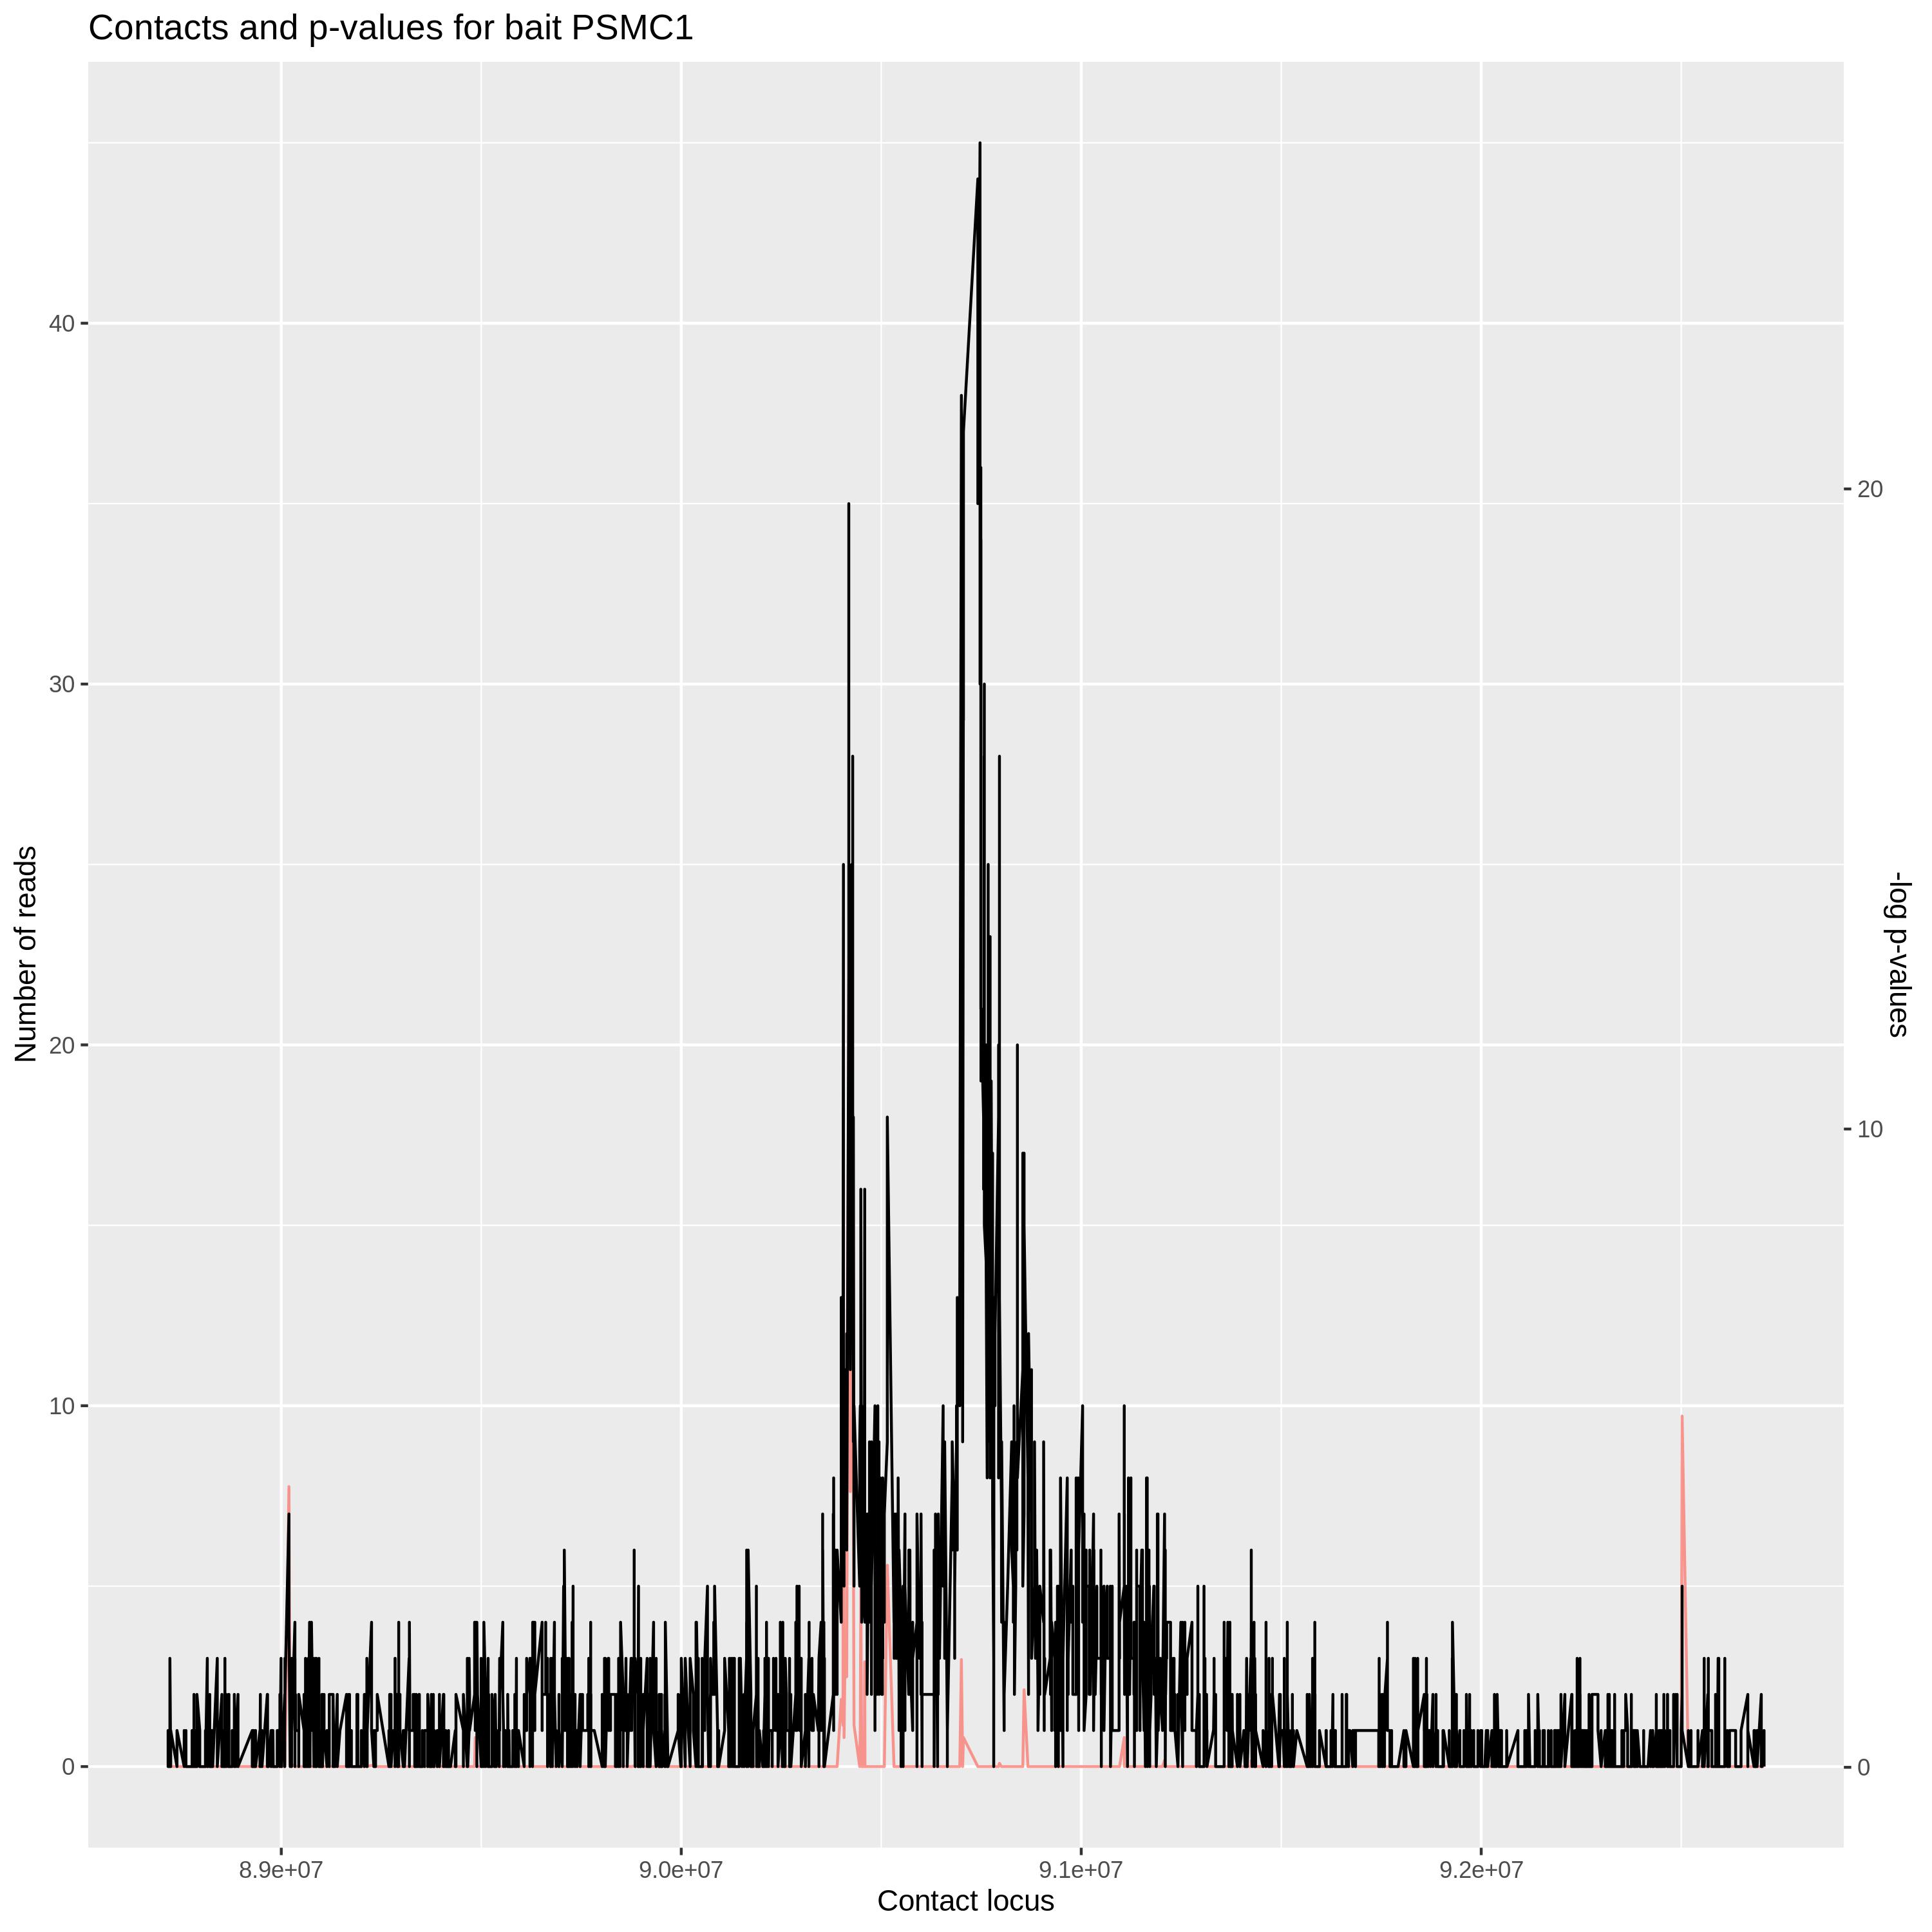 Contacts and p-values for bait PSMC1
40
30
20
10
0
Number of reads
20
10
0
-log p-values
8.9e+07
9.0e+07
9.1e+07
9.2e+07
Contact locus